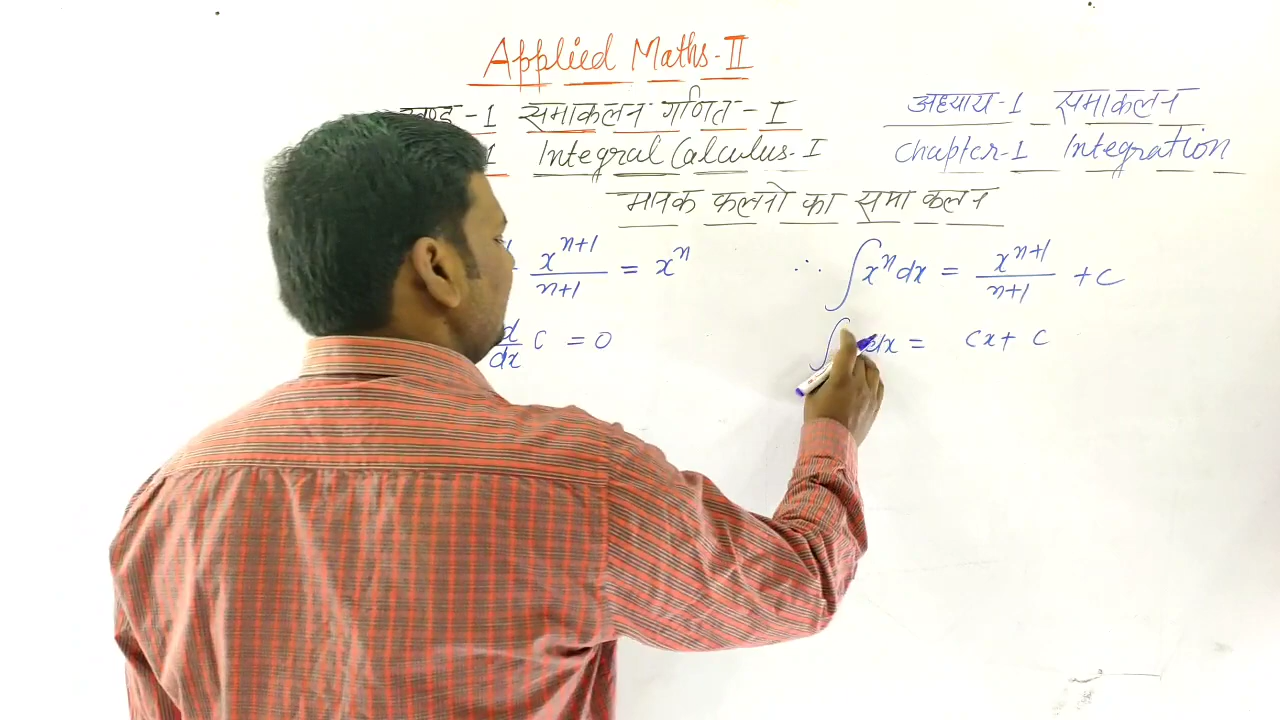 Applied Maths-II
खण्ड-1 समाकलन गणित-I
1 Integral Calculus-I
अध्याय-1 समाकलन
Chapter-1 Integration
मानक कलनो का समाकलन
x^{n+1}/(n+1) = x^n
∴ ∫x^n dx = x^{n+1}/(n+1) + C
d/dx C = 0
∫ dx = Cx + C